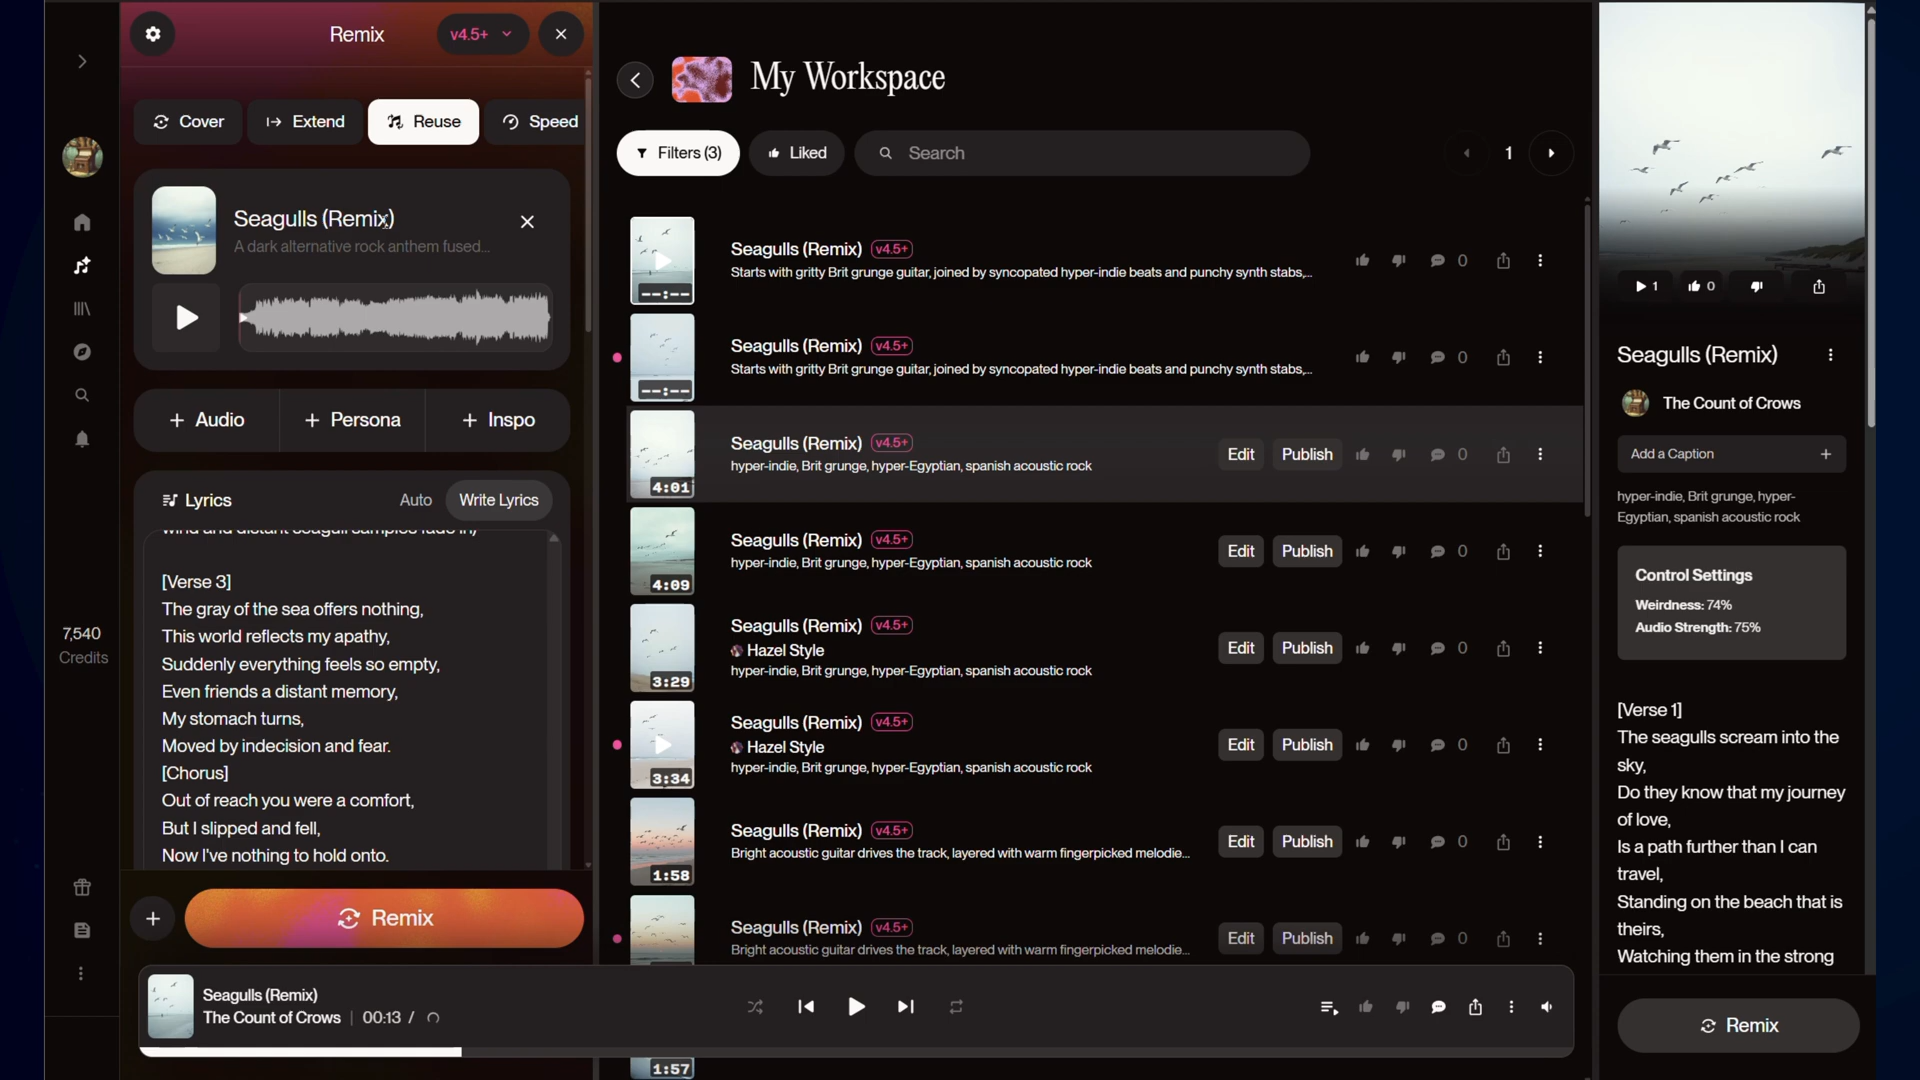 Remix
v4.5+
Cover
Extend
Reuse
Speed
Seagulls (Remix)
A dark alternative rock anthem fused...
+ Audio
+ Persona
+ Inspo
Lyrics
Auto
Write Lyrics
wind and distant seagull samples fade in)
[Verse 3]
The gray of the sea offers nothing,
This world reflects my apathy,
Suddenly everything feels so empty,
Even friends a distant memory,
My stomach turns,
Moved by indecision and fear.
[Chorus]
Out of reach you were a comfort,
But I slipped and fell,
Now I've nothing to hold onto.
Remix
7,540
Credits
My Workspace
Filters (3)
Liked
Search
1
Seagulls (Remix) v4.5+
Starts with gritty Brit grunge guitar, joined by syncopated hyper-indie beats and punchy synth stabs,...
--:--
0
Seagulls (Remix) v4.5+
Starts with gritty Brit grunge guitar, joined by syncopated hyper-indie beats and punchy synth stabs,...
--:--
0
Seagulls (Remix) v4.5+
hyper-indie, Brit grunge, hyper-Egyptian, spanish acoustic rock
4:01
Edit
Publish
0
Seagulls (Remix) v4.5+
hyper-indie, Brit grunge, hyper-Egyptian, spanish acoustic rock
4:09
Edit
Publish
0
Seagulls (Remix) v4.5+
Hazel Style
hyper-indie, Brit grunge, hyper-Egyptian, spanish acoustic rock
3:29
Edit
Publish
0
Seagulls (Remix) v4.5+
Hazel Style
hyper-indie, Brit grunge, hyper-Egyptian, spanish acoustic rock
3:34
Edit
Publish
0
Seagulls (Remix) v4.5+
Bright acoustic guitar drives the track, layered with warm fingerpicked melodie...
1:58
Edit
Publish
0
Seagulls (Remix) v4.5+
Bright acoustic guitar drives the track, layered with warm fingerpicked melodie...
Edit
Publish
0
1:57
Seagulls (Remix)
The Count of Crows | 00:13 /
1
0
Seagulls (Remix)
The Count of Crows
Add a Caption
hyper-indie, Brit grunge, hyper-
Egyptian, spanish acoustic rock
Control Settings
Weirdness: 74%
Audio Strength: 75%
[Verse 1]
The seagulls scream into the
sky,
Do they know that my journey
of love,
Is a path further than I can
travel,
Standing on the beach that is
theirs,
Watching them in the strong
Remix